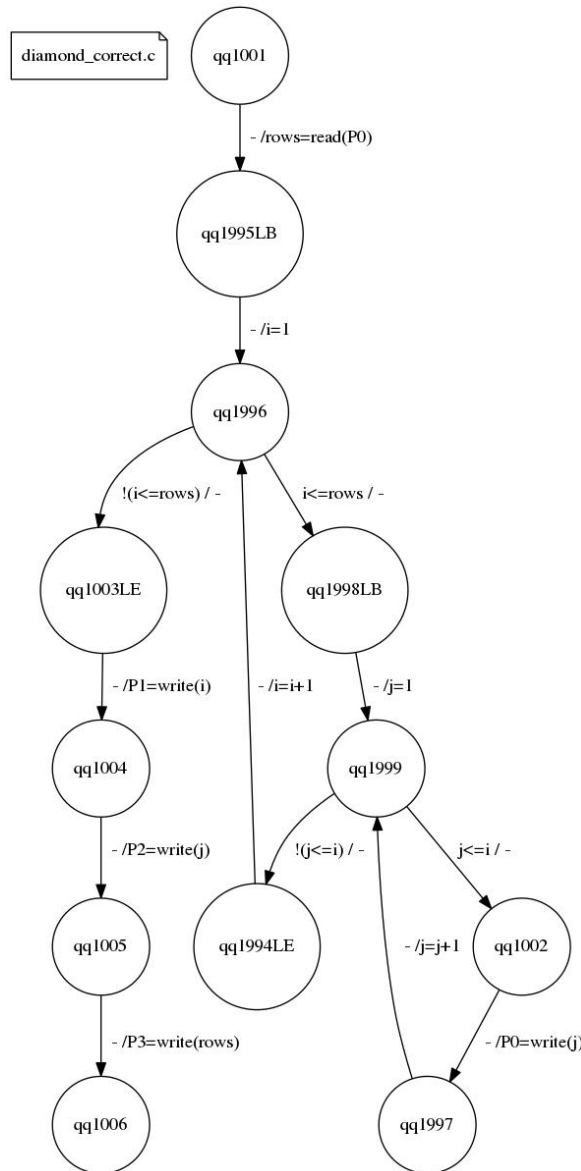 diamond_correct.c
qq1001
- /rows=read(P0)
qq1995LB
- /i=1
qq1996
!(i<=rows) / -
i<=rows / -
qq1003LE
qq1998LB
- /P1=write(i)
- /i=i+1
- /j=1
qq1004
qq1999
- /P2=write(j)
!(j<=i) / -
j<=i / -
qq1005
qq1994LE
- /j=j+1
qq1002
- /P3=write(rows)
- /P0=write(j)
qq1006
qq1997